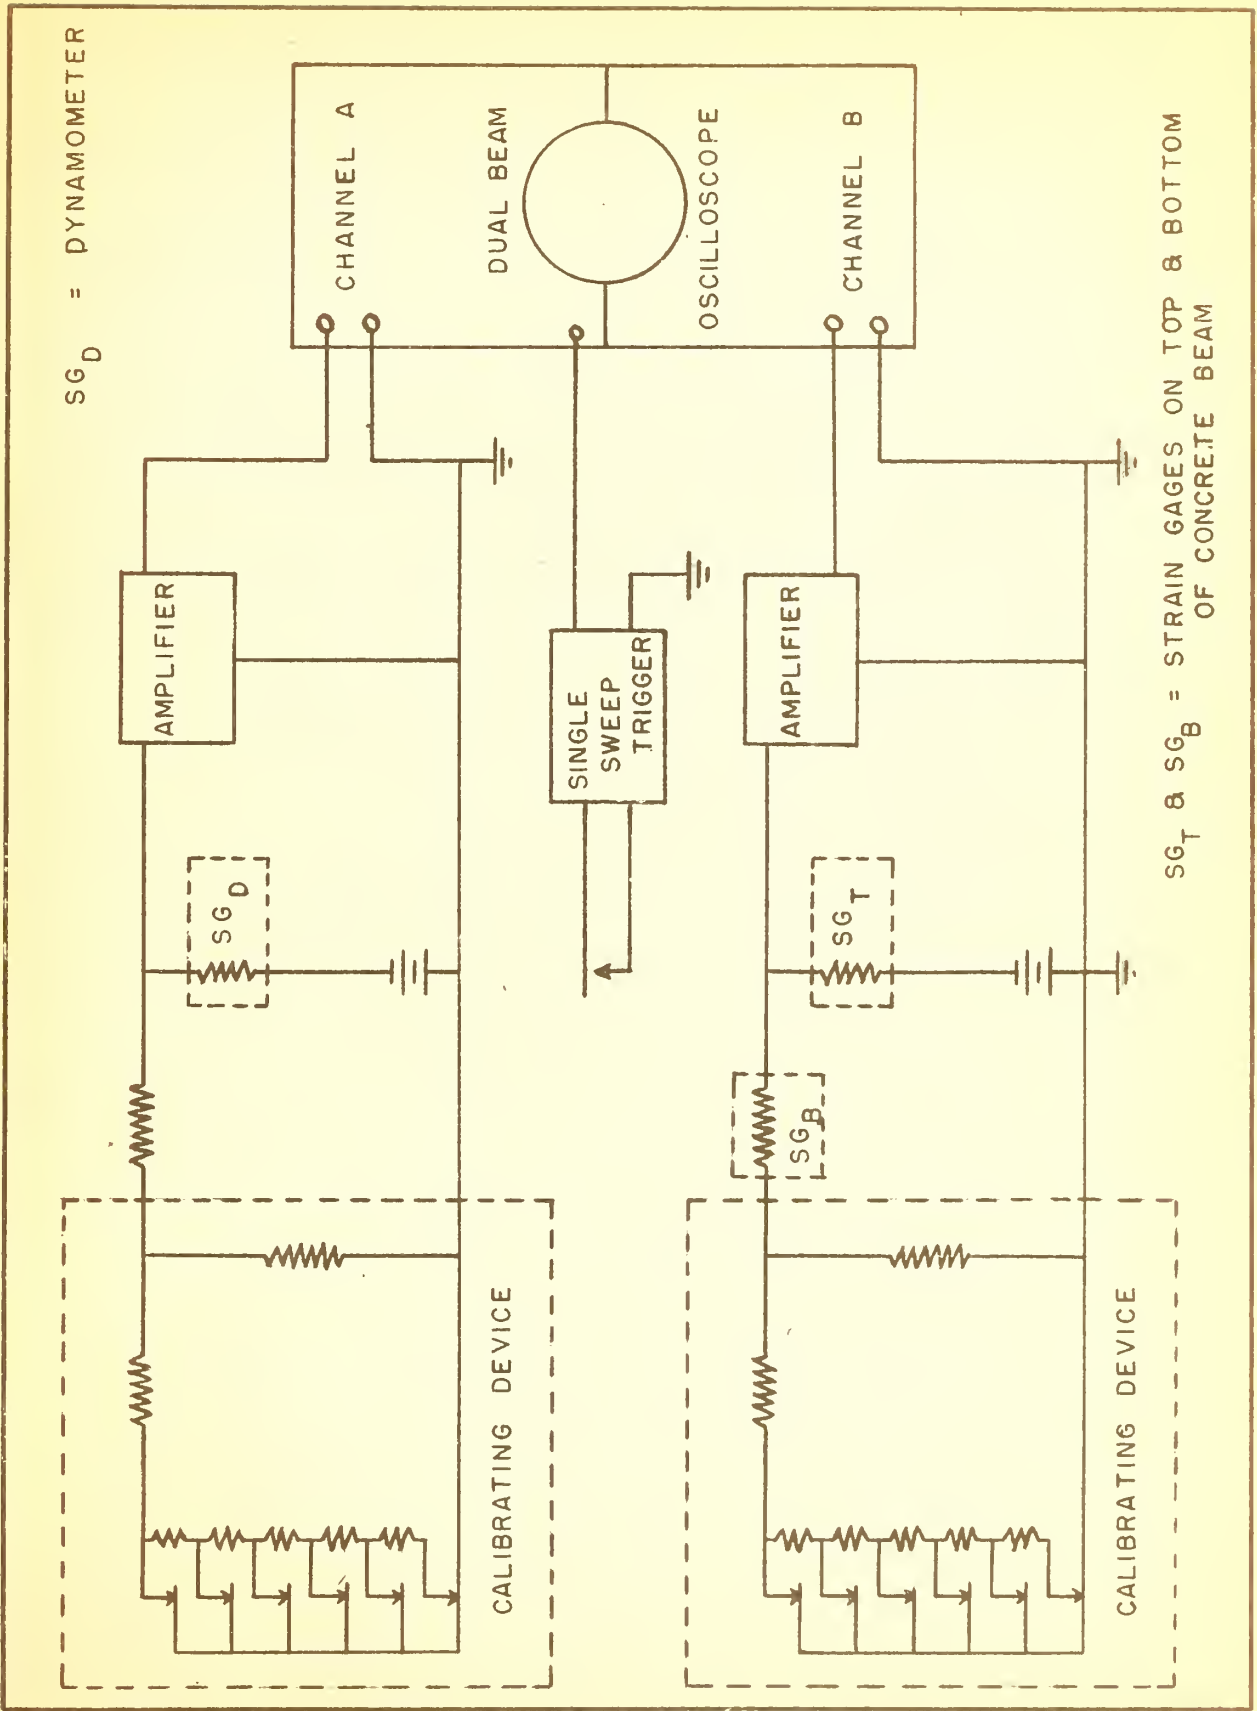 SG_D = DYNAMOMETER
CHANNEL A
DUAL BEAM
OSCILLOSCOPE
CHANNEL B
AMPLIFIER
SINGLE
SWEEP
TRIGGER
AMPLIFIER
SG_D
SG_T
SG_B
CALIBRATING DEVICE
CALIBRATING DEVICE
SG_T & SG_B = STRAIN GAGES ON TOP & BOTTOM
OF CONCRETE BEAM